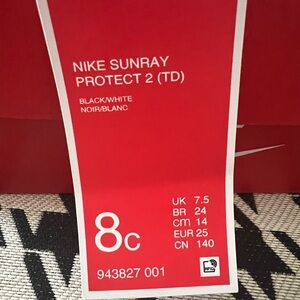 NIKE SUNRAY
PROTECT 2 (TD)
BLACK/WHITE
NOIR/BLANC
8C
UK 7.5
BR 24
CM 14
EUR 25
CN 140
943827 001